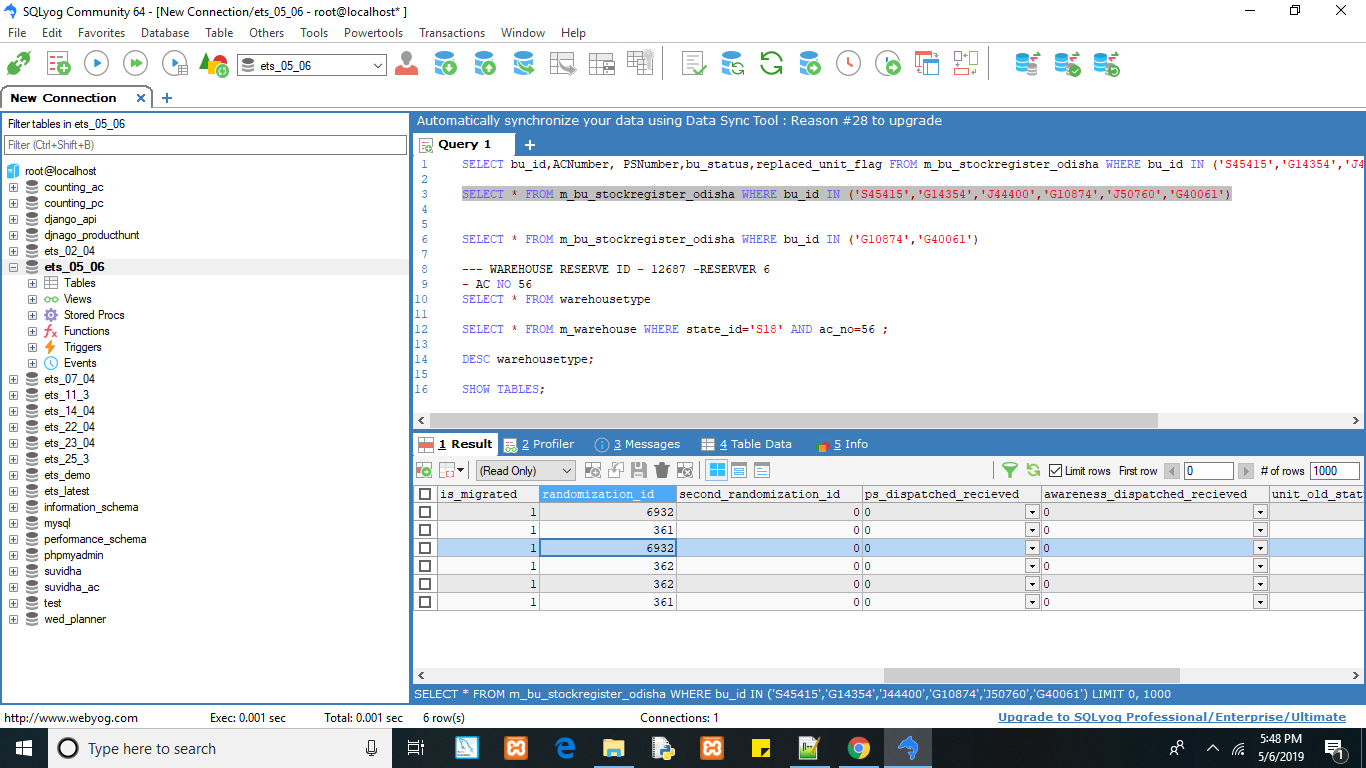 SQLyog Community 64 - [New Connection/ets_05_06 - root@localhost* ]
File Edit Favorites Database Table Others Tools Powertools Transactions Window Help
ets_05_06
New Connection
Filter tables in ets_05_06
Filter (Ctrl+Shift+B)
root@localhost
counting_ac
counting_pc
django_api
djnago_producthunt
ets_02_04
ets_05_06
Tables
Views
Stored Procs
Functions
Triggers
Events
ets_07_04
ets_11_3
ets_14_04
ets_22_04
ets_23_04
ets_25_3
ets_demo
ets_latest
information_schema
mysql
performance_schema
phpmyadmin
suvidha
suvidha_ac
test
wed_planner
Automatically synchronize your data using Data Sync Tool : Reason #28 to upgrade
Query 1
1 SELECT bu_id,ACNumber, PSNumber,bu_status,replaced_unit_flag FROM m_bu_stockregister_odisha WHERE bu_id IN ('S45415','G14354','J4
2
3 SELECT * FROM m_bu_stockregister_odisha WHERE bu_id IN ('S45415','G14354','J44400','G10874','J50760','G40061')
4
5
6 SELECT * FROM m_bu_stockregister_odisha WHERE bu_id IN ('G10874','G40061')
7
8 --- WAREHOUSE RESERVE ID - 12687 -RESERVER 6
9 - AC NO 56
10 SELECT * FROM warehousetype
11
12 SELECT * FROM m_warehouse WHERE state_id='S18' AND ac_no=56 ;
13
14 DESC warehousetype;
15
16 SHOW TABLES;
1 Result 2 Profiler 3 Messages 4 Table Data 5 Info
(Read Only) Limit rows First row 0 # of rows 1000
is_migrated randomization_id second_randomization_id ps_dispatched_recieved awareness_dispatched_recieved unit_old_stat
1 6932 0 0 0
1 361 0 0 0
1 6932 0 0 0
1 362 0 0 0
1 362 0 0 0
1 361 0 0 0
SELECT * FROM m_bu_stockregister_odisha WHERE bu_id IN ('S45415','G14354','J44400','G10874','J50760','G40061') LIMIT 0, 1000
http://www.webyog.com Exec: 0.001 sec Total: 0.001 sec 6 row(s) Connections: 1 Upgrade to SQLyog Professional/Enterprise/Ultimate
Type here to search
5:48 PM
5/6/2019
1